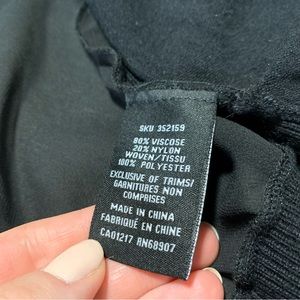 SKU 352159
80% VISCOSE
20% NYLON
WOVEN/TISSU
100% POLYESTER
EXCLUSIVE OF TRIMS/
GARNITURES NON
COMPRISES
MADE IN CHINA
FABRIQUÉ EN CHINE
CA01217 RN68907